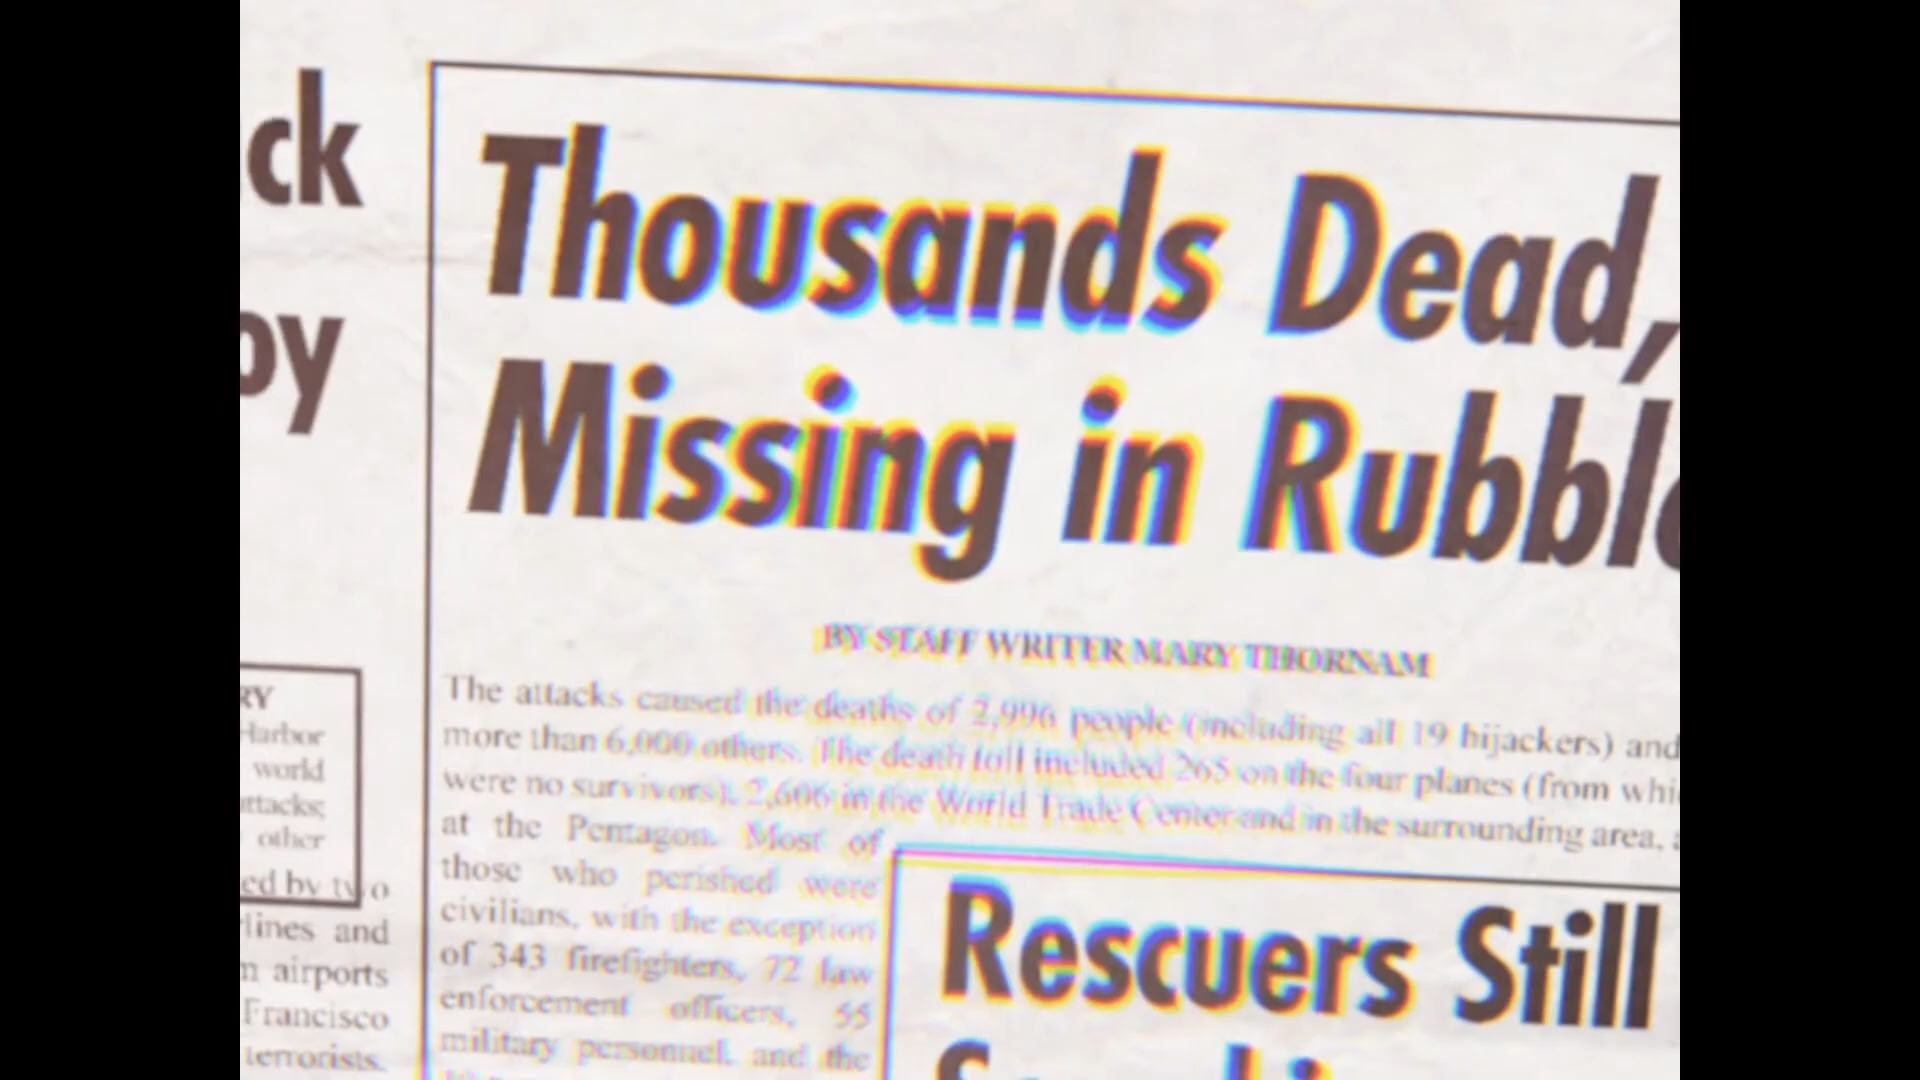 ck
by
RY
Harbor
world
attacks;
other
ed by two
lines and
airports
Francisco
terrorists.
Thousands Dead,
Missing in Rubble
BY STAFF WRITER MARY THORNAM
The attacks caused the deaths of 2,996 people (including all 19 hijackers) and
more than 6,000 others. The death toll included 265 on the four planes (from whi
were no survivors), 2,606 in the World Trade Center and in the surrounding area,
at the Pentagon. Most of
those who perished were
civilians, with the exception
of 343 firefighters, 72 law
enforcement officers, 55
military personnel, and the
Rescuers Still